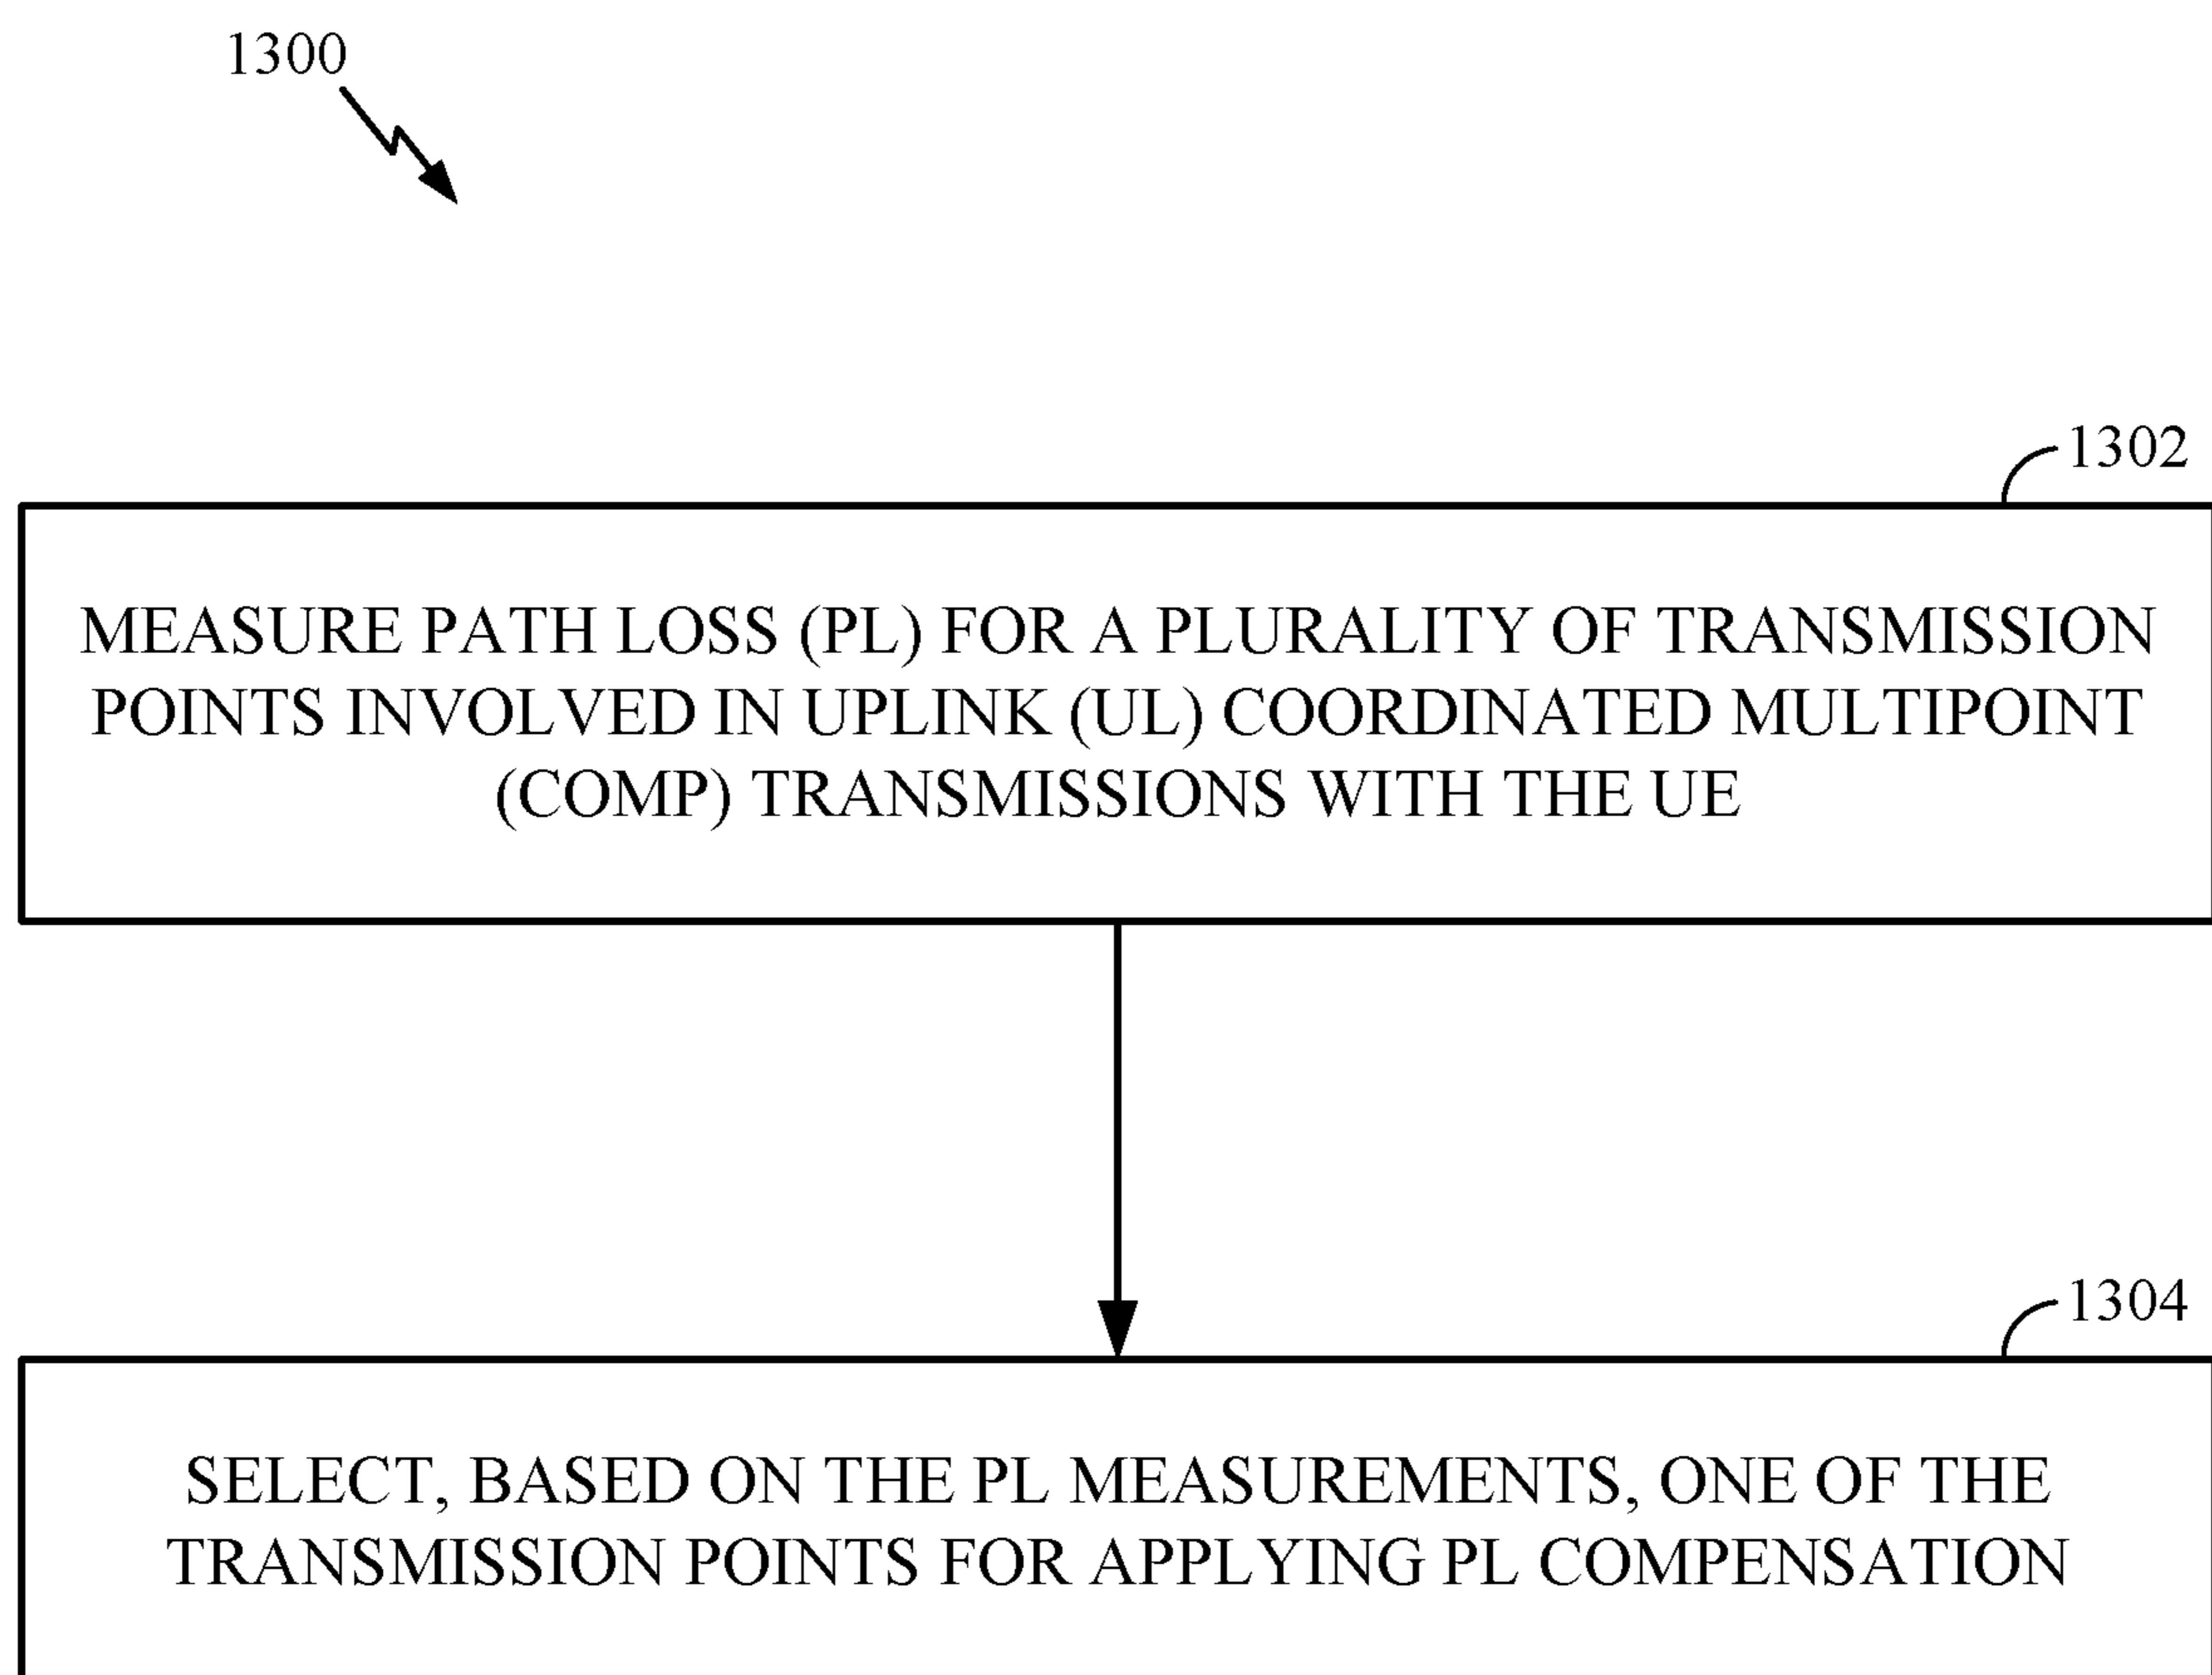 1300
1302
MEASURE PATH LOSS (PL) FOR A PLURALITY OF TRANSMISSION
POINTS INVOLVED IN UPLINK (UL) COORDINATED MULTIPOINT
(COMP) TRANSMISSIONS WITH THE UE
1304
SELECT, BASED ON THE PL MEASUREMENTS, ONE OF THE
TRANSMISSION POINTS FOR APPLYING PL COMPENSATION